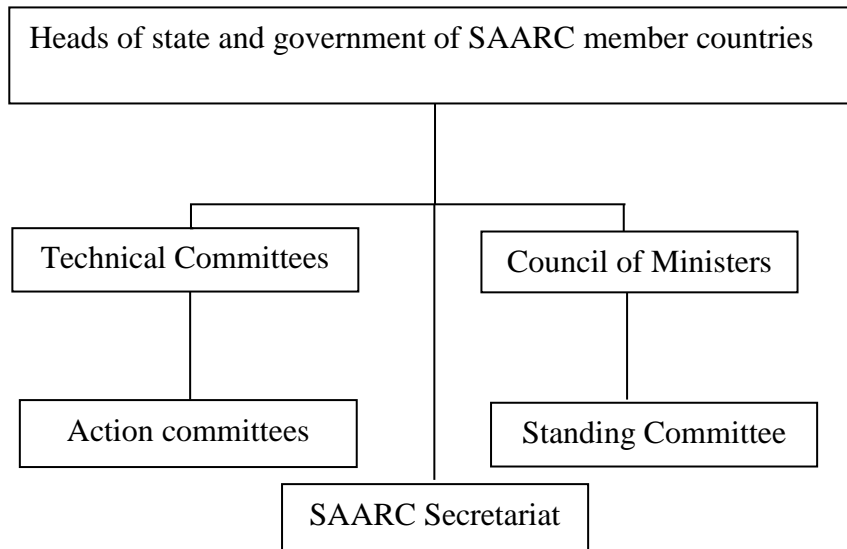 Heads of state and government of SAARC member countries
Technical Committees
Council of Ministers
Action committees
Standing Committee
SAARC Secretariat